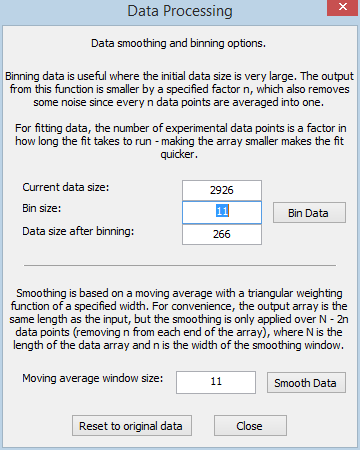 Data Processing
Data smoothing and binning options.
Binning data is useful where the initial data size is very large. The output
from this function is smaller by a specified factor n, which also removes
some noise since every n data points are averaged into one.
For fitting data, the number of experimental data points is a factor in
how long the fit takes to run - making the array smaller makes the fit
quicker.
Current data size: 2926
Bin size: 11 Bin Data
Data size after binning: 266
Smoothing is based on a moving average with a triangular weighting
function of a specified width. For convenience, the output array is the
same length as the input, but the smoothing is only applied over N - 2n
data points (removing n from each end of the array), where N is the
length of the data array and n is the width of the smoothing window.
Moving average window size: 11 Smooth Data
Reset to original data Close